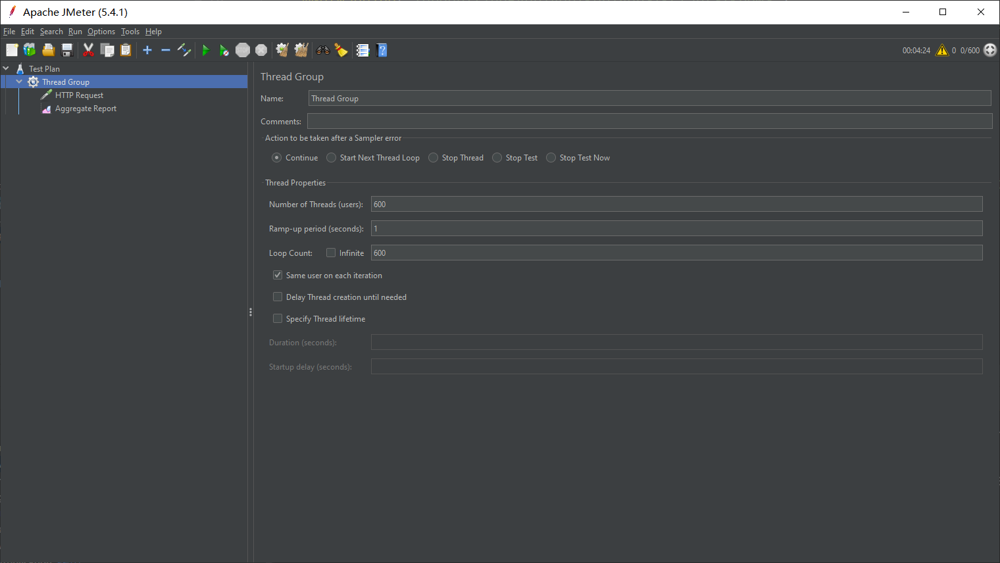 Apache JMeter (5.4.1)
File Edit Search Run Options Tools Help
STOP
00:04:24 0 0/600
Test Plan
Thread Group
HTTP Request
Aggregate Report
Thread Group
Name: Thread Group
Comments:
Action to be taken after a Sampler error
Continue Start Next Thread Loop Stop Thread Stop Test Stop Test Now
Thread Properties
Number of Threads (users): 600
Ramp-up period (seconds): 1
Loop Count: Infinite 600
Same user on each iteration
Delay Thread creation until needed
Specify Thread lifetime
Duration (seconds):
Startup delay (seconds):